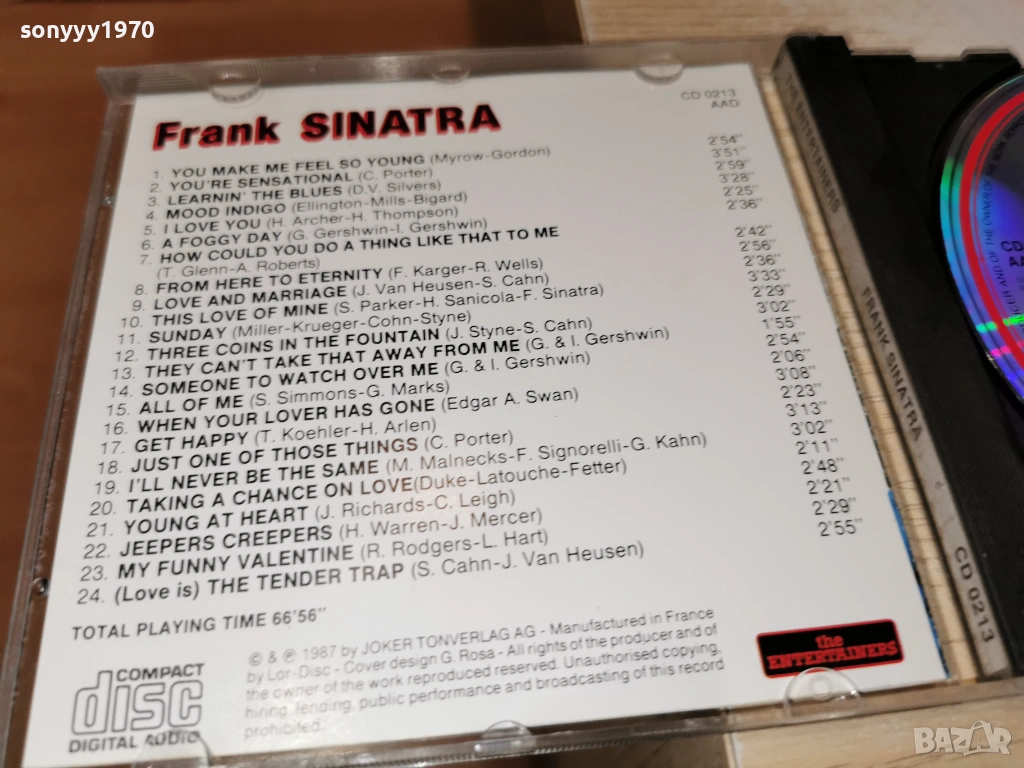 sonyyy1970
Frank SINATRA
CD 0213
AAD
1. YOU MAKE ME FEEL SO YOUNG (Myrow-Gordon) 2'54"
2. YOU'RE SENSATIONAL (C. Porter) 3'51"
3. LEARNIN' THE BLUES (D.V. Silvers) 2'59"
4. MOOD INDIGO (Ellington-Mills-Bigard) 3'28"
5. I LOVE YOU (H. Archer-H. Thompson) 2'25"
6. A FOGGY DAY (G. Gershwin-I. Gershwin) 2'36"
7. HOW COULD YOU DO A THING LIKE THAT TO ME
(T. Glenn-A. Roberts) 2'42"
8. FROM HERE TO ETERNITY (F. Karger-R. Wells) 2'56"
9. LOVE AND MARRIAGE (J. Van Heusen-S. Cahn) 2'36"
10. THIS LOVE OF MINE (S. Parker-H. Sanicola-F. Sinatra) 3'33"
11. SUNDAY (Miller-Krueger-Cohn-Styne) 2'29"
12. THREE COINS IN THE FOUNTAIN (J. Styne-S. Cahn) 3'02"
13. THEY CAN'T TAKE THAT AWAY FROM ME (G. & I. Gershwin) 1'55"
14. SOMEONE TO WATCH OVER ME (G. & I. Gershwin) 2'54"
15. ALL OF ME (S. Simmons-G. Marks) 2'06"
16. WHEN YOUR LOVER HAS GONE (Edgar A. Swan) 3'08"
17. GET HAPPY (T. Koehler-H. Arlen) 2'23"
18. JUST ONE OF THOSE THINGS (C. Porter) 3'13"
19. I'LL NEVER BE THE SAME (M. Malnecks-F. Signorelli-G. Kahn) 3'02"
20. TAKING A CHANCE ON LOVE(Duke-Latouche-Fetter) 2'11"
21. YOUNG AT HEART (J. Richards-C. Leigh) 2'48"
22. JEEPERS CREEPERS (H. Warren-J. Mercer) 2'21"
23. MY FUNNY VALENTINE (R. Rodgers-L. Hart) 2'29"
24. (Love is) THE TENDER TRAP (S. Cahn-J. Van Heusen) 2'55"
TOTAL PLAYING TIME 66'56"
COMPACT
disc
DIGITAL AUDIO
© & ℗ 1987 by JOKER TONVERLAG AG - Manufactured in France
by Lor-Disc - Cover design G. Rosa - All rights of the producer and of
the owner of the work reproduced reserved. Unauthorised copying,
hiring, lending, public performance and broadcasting of this record
prohibited.
the
ENTERTAINERS
THE ENTERTAINERS
FRANK SINATRA
CD 0213
BAZAR